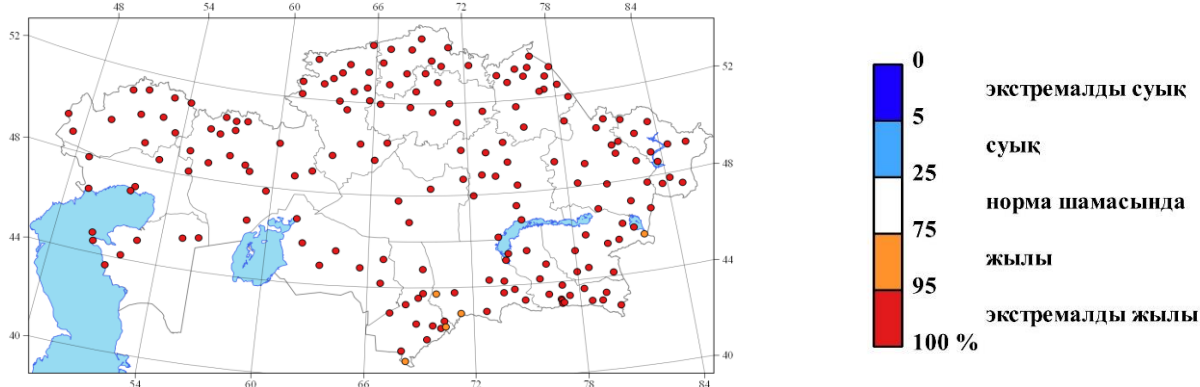 48 54 60 66 72 78 84
52
48
44
40
52
48
44
40
54 60 66 72 78 84
0
экстремалды суық
5
суық
25
норма шамасында
75
жылы
95
экстремалды жылы
100 %